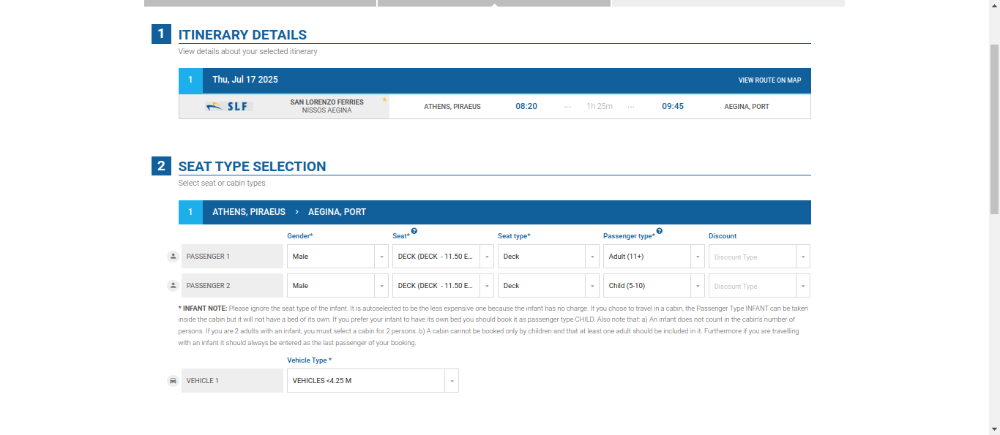 1 ITINERARY DETAILS
View details about your selected itinerary
1 Thu, Jul 17 2025 VIEW ROUTE ON MAP
SLF SAN LORENZO FERRIES * ATHENS, PIRAEUS 08:20 ... 1h 25m ... 09:45 AEGINA, PORT
NISSOS AEGINA
2 SEAT TYPE SELECTION
Select seat or cabin types
1 ATHENS, PIRAEUS > AEGINA, PORT
Gender* Seat* ? Seat type* Passenger type* ? Discount
PASSENGER 1 Male DECK (DECK - 11.50 E... Deck Adult (11+) Discount Type
PASSENGER 2 Male DECK (DECK - 11.50 E... Deck Child (5-10) Discount Type
* INFANT NOTE: Please ignore the seat type of the infant. It is autoselected to be the less expensive one because the infant has no charge. If you chose to travel in a cabin, the Passenger Type INFANT can be taken
inside the cabin but it will not have a bed of its own. If you prefer your infant to have its own bed you should book it as passenger type CHILD. Also note that: a) An infant does not count in the cabin's number of
persons. If you are 2 adults with an infant, you must select a cabin for 2 persons. b) A cabin cannot be booked only by children and that at least one adult should be included in it. Furthermore if you are travelling
with an infant it should always be entered as the last passenger of your booking.
Vehicle Type *
VEHICLE 1 VEHICLES <4.25 M